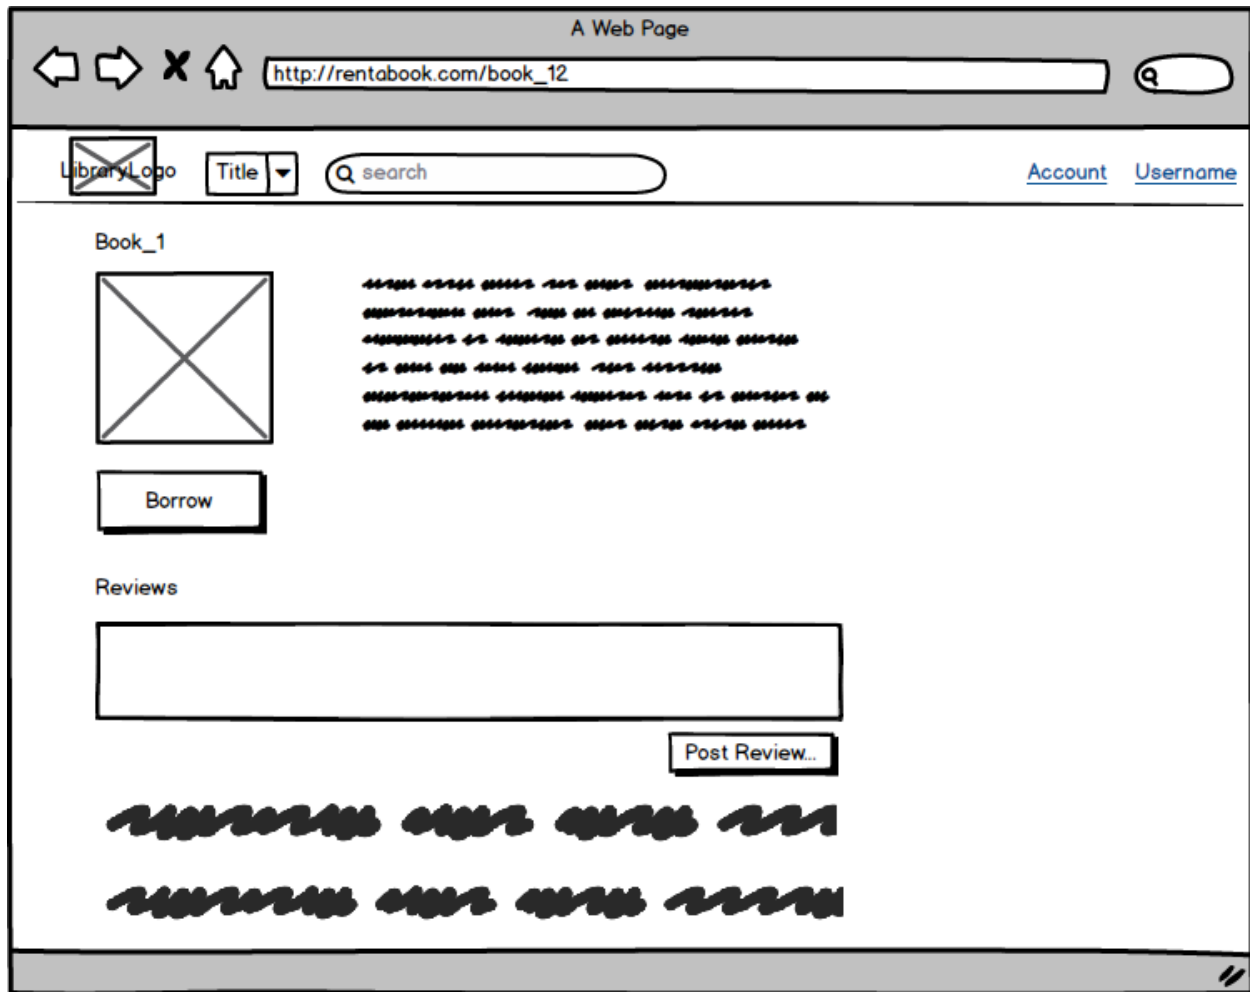 A Web Page
http://rentabook.com/book_12
LibraryLogo Title search Account Username
Book_1
Borrow
Reviews
Post Review...